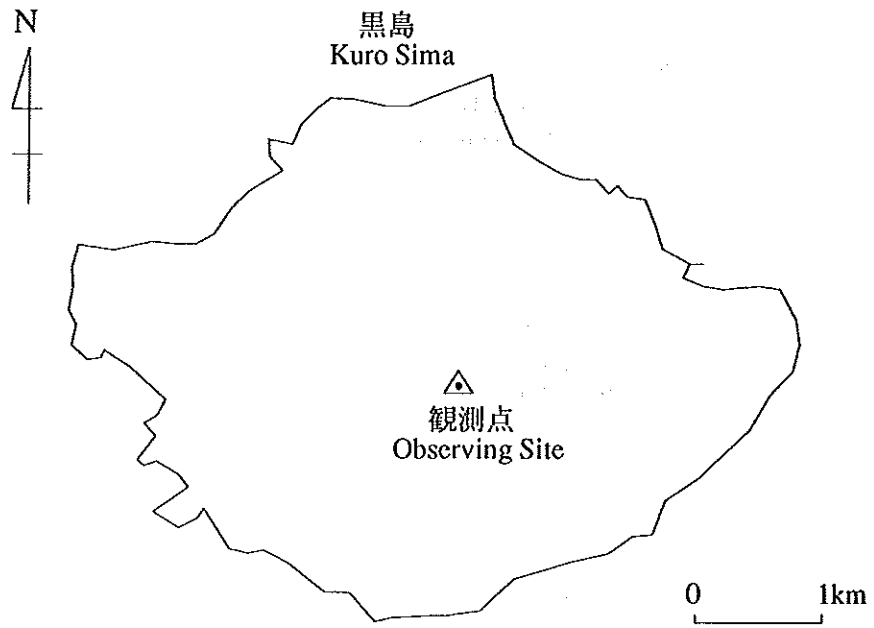 N
黒島
Kuro Sima
観測点
Observing Site
0 1km